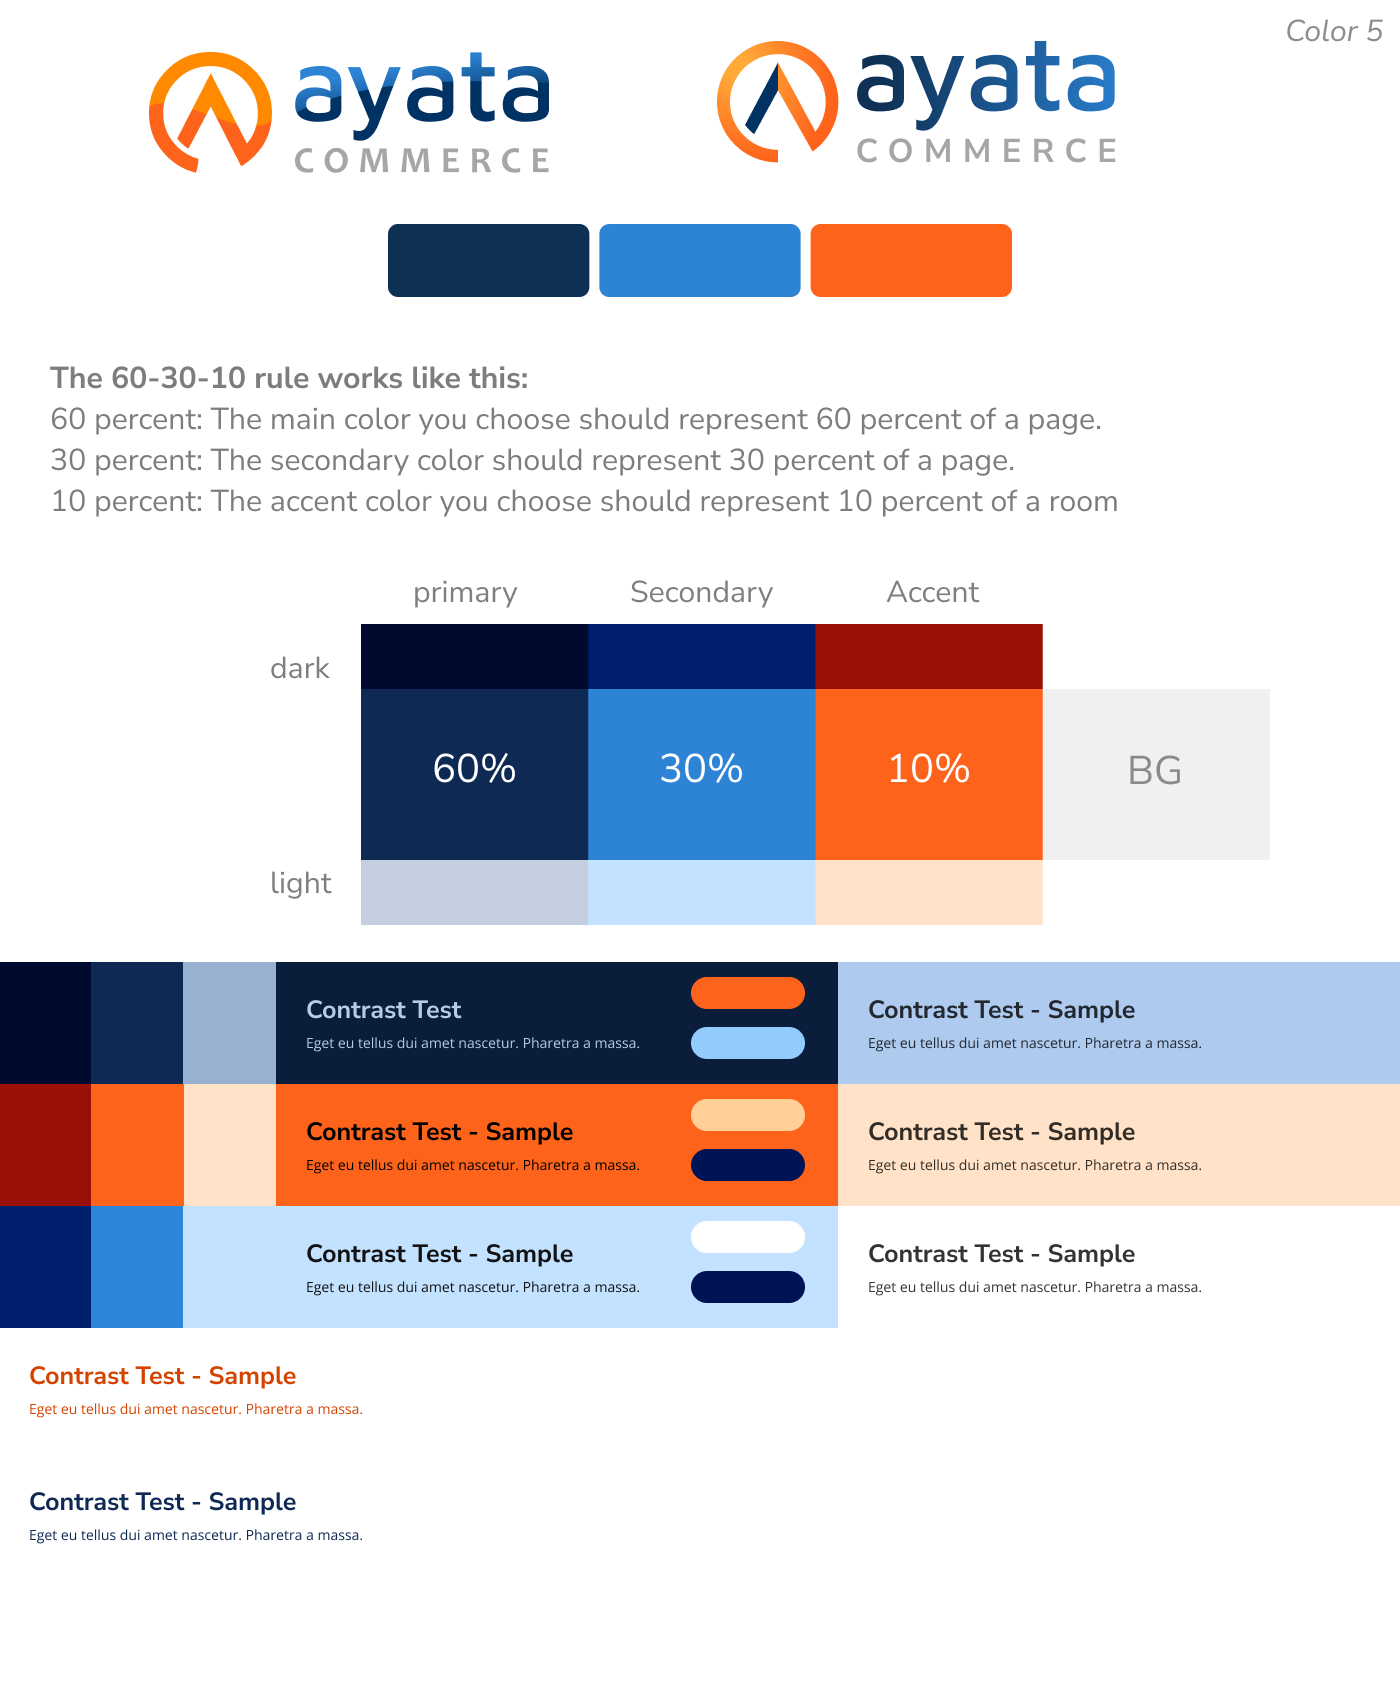 Color 5
ayata
COMMERCE
ayata
COMMERCE
The 60-30-10 rule works like this:
60 percent: The main color you choose should represent 60 percent of a page.
30 percent: The secondary color should represent 30 percent of a page.
10 percent: The accent color you choose should represent 10 percent of a room
primary Secondary Accent
dark
60% 30% 10% BG
light
Contrast Test
Eget eu tellus dui amet nascetur. Pharetra a massa.
Contrast Test - Sample
Eget eu tellus dui amet nascetur. Pharetra a massa.
Contrast Test - Sample
Eget eu tellus dui amet nascetur. Pharetra a massa.
Contrast Test - Sample
Eget eu tellus dui amet nascetur. Pharetra a massa.
Contrast Test - Sample
Eget eu tellus dui amet nascetur. Pharetra a massa.
Contrast Test - Sample
Eget eu tellus dui amet nascetur. Pharetra a massa.
Contrast Test - Sample
Eget eu tellus dui amet nascetur. Pharetra a massa.
Contrast Test - Sample
Eget eu tellus dui amet nascetur. Pharetra a massa.